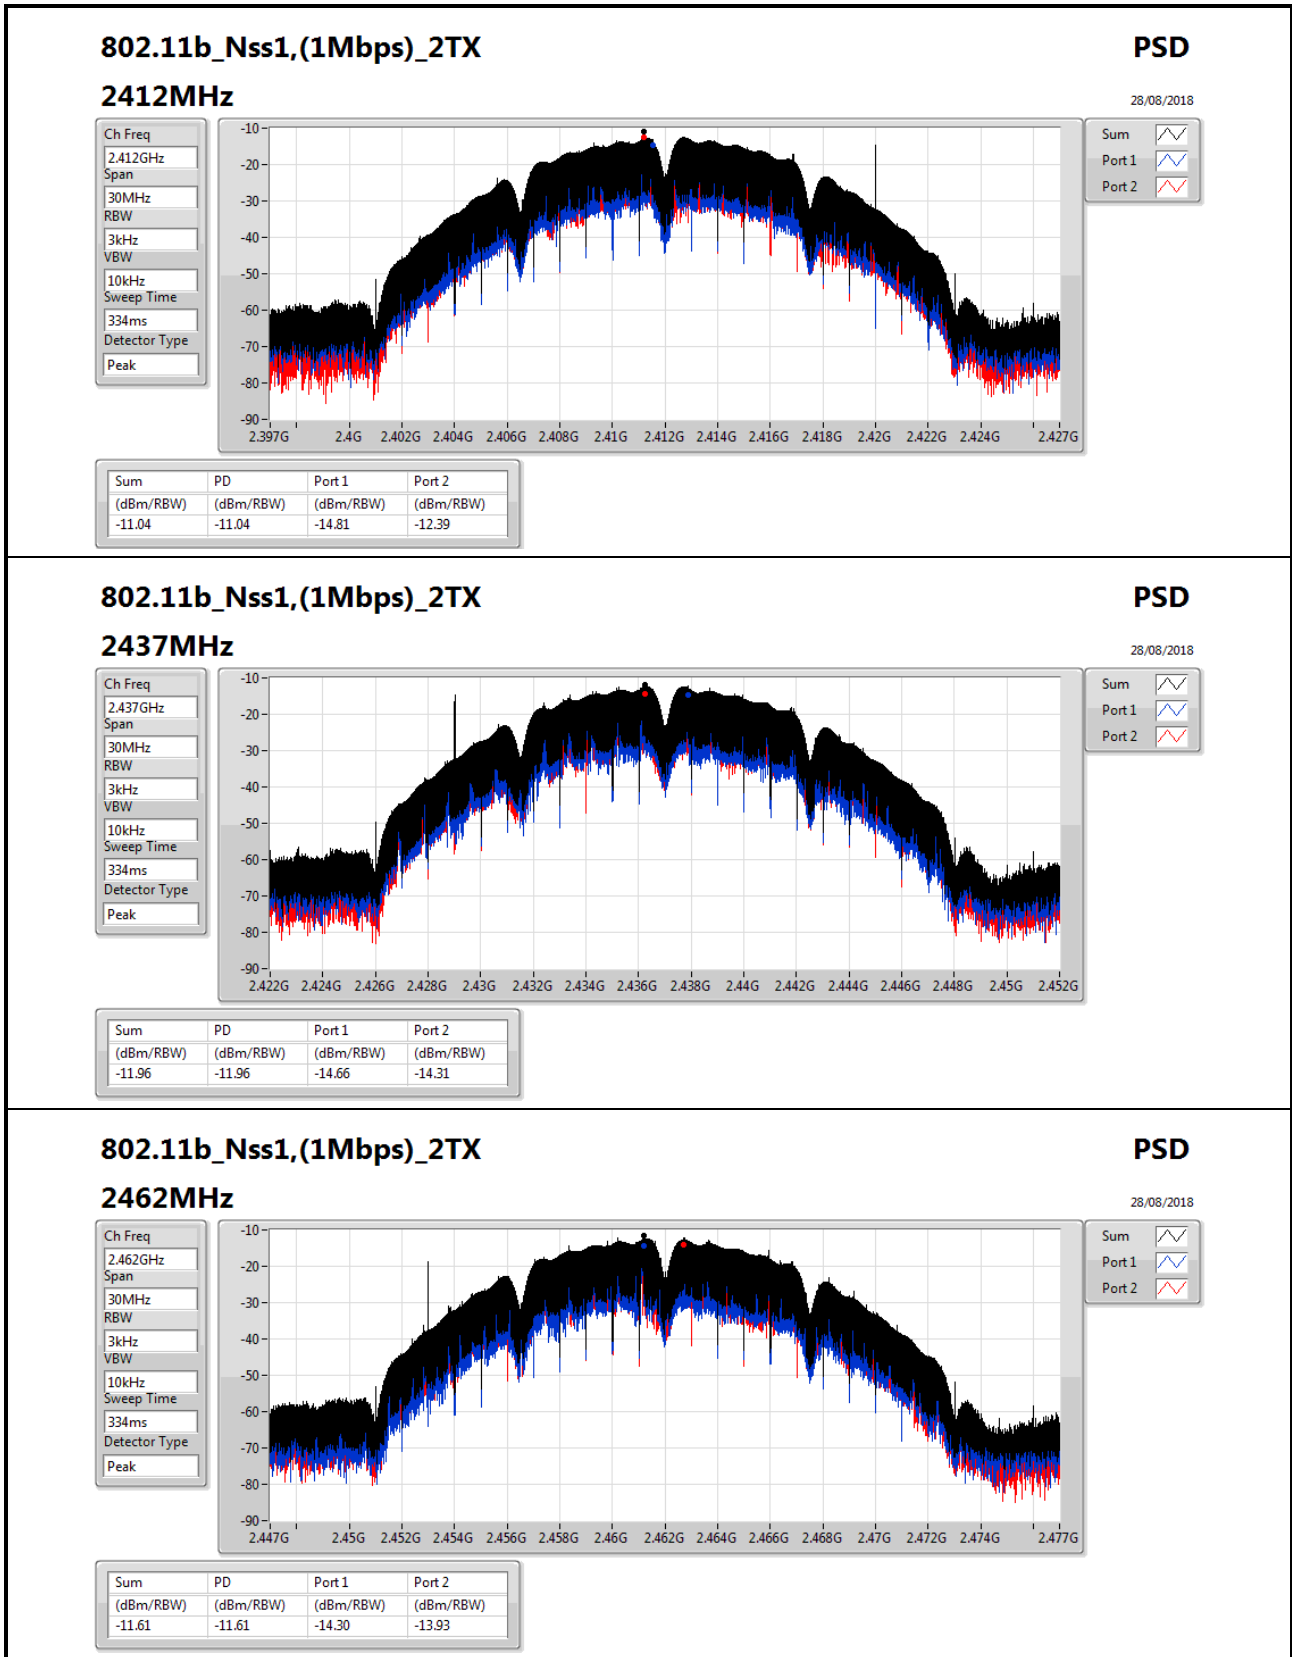 802.11b_Nss1,(1Mbps)_2TX PSD
2412MHz 28/08/2018
Ch Freq
2.412GHz
Span
30MHz
RBW
3kHz
VBW
10kHz
Sweep Time
334ms
Detector Type
Peak
-10
-20
-30
-40
-50
-60
-70
-80
-90
2.397G 2.4G 2.402G 2.404G 2.406G 2.408G 2.41G 2.412G 2.414G 2.416G 2.418G 2.42G 2.422G 2.424G 2.427G
Sum
Port 1
Port 2
Sum PD Port 1 Port 2
(dBm/RBW) (dBm/RBW) (dBm/RBW) (dBm/RBW)
-11.04 -11.04 -14.81 -12.39
802.11b_Nss1,(1Mbps)_2TX PSD
2437MHz 28/08/2018
Ch Freq
2.437GHz
Span
30MHz
RBW
3kHz
VBW
10kHz
Sweep Time
334ms
Detector Type
Peak
-10
-20
-30
-40
-50
-60
-70
-80
-90
2.422G 2.424G 2.426G 2.428G 2.43G 2.432G 2.434G 2.436G 2.438G 2.44G 2.442G 2.444G 2.446G 2.448G 2.45G 2.452G
Sum
Port 1
Port 2
Sum PD Port 1 Port 2
(dBm/RBW) (dBm/RBW) (dBm/RBW) (dBm/RBW)
-11.96 -11.96 -14.66 -14.31
802.11b_Nss1,(1Mbps)_2TX PSD
2462MHz 28/08/2018
Ch Freq
2.462GHz
Span
30MHz
RBW
3kHz
VBW
10kHz
Sweep Time
334ms
Detector Type
Peak
-10
-20
-30
-40
-50
-60
-70
-80
-90
2.447G 2.45G 2.452G 2.454G 2.456G 2.458G 2.46G 2.462G 2.464G 2.466G 2.468G 2.47G 2.472G 2.474G 2.477G
Sum
Port 1
Port 2
Sum PD Port 1 Port 2
(dBm/RBW) (dBm/RBW) (dBm/RBW) (dBm/RBW)
-11.61 -11.61 -14.30 -13.93